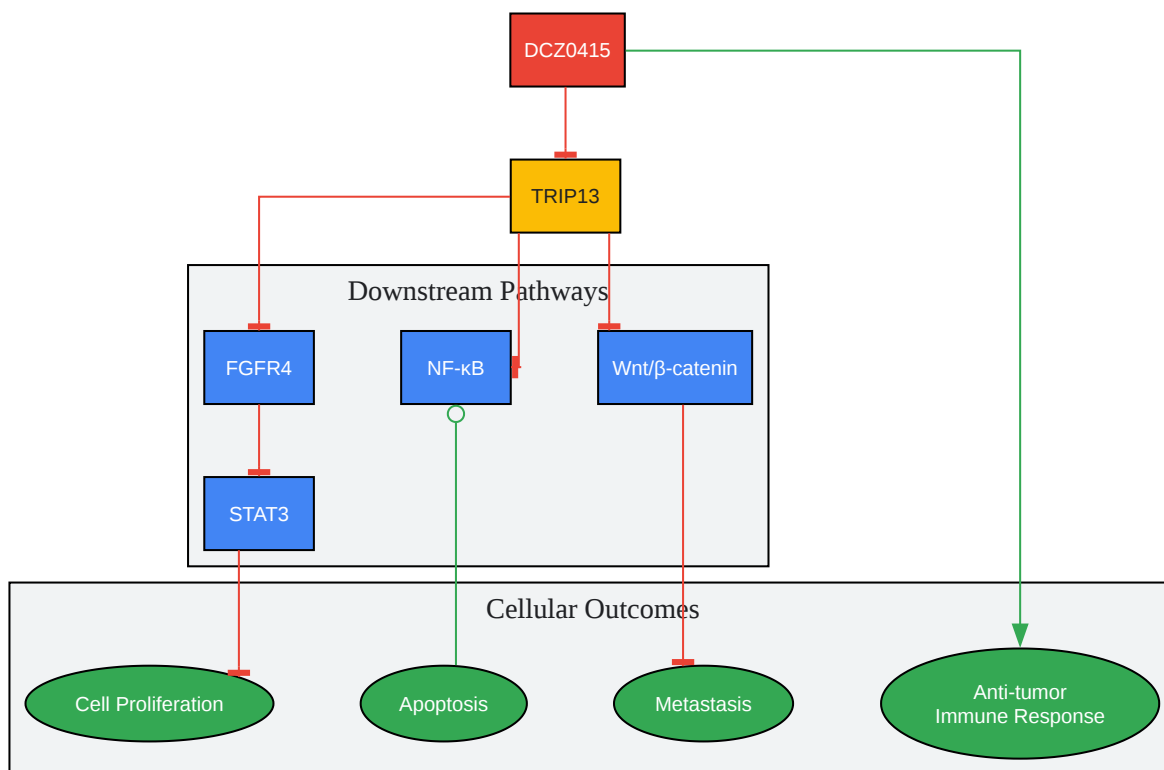 DCZ0415
TRIP13
Downstream Pathways
FGFR4
NF-κB
Wnt/β-catenin
STAT3
Cellular Outcomes
Cell Proliferation
Apoptosis
Metastasis
Anti-tumor
Immune Response